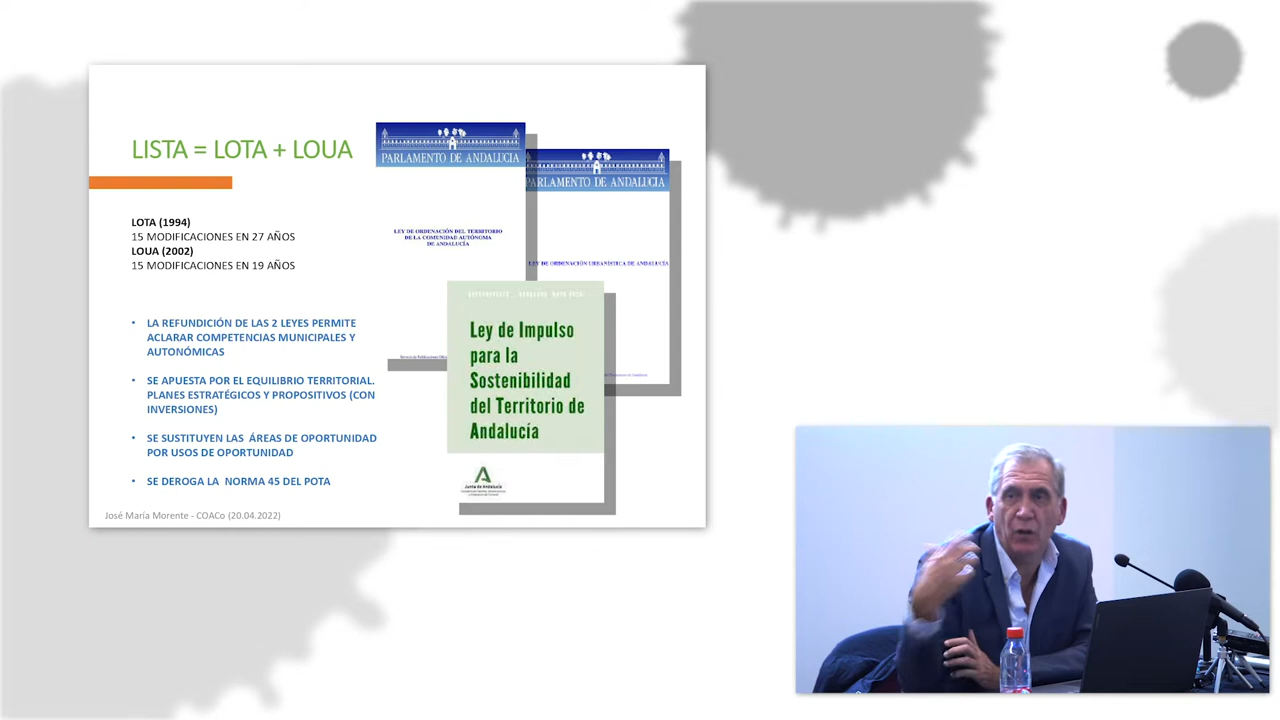 LISTA = LOTA + LOUA
LOTA (1994)
15 MODIFICACIONES EN 27 AÑOS
LOUA (2002)
15 MODIFICACIONES EN 19 AÑOS
• LA REFUNDICIÓN DE LAS 2 LEYES PERMITE
ACLARAR COMPETENCIAS MUNICIPALES Y
AUTONÓMICAS
• SE APUESTA POR EL EQUILIBRIO TERRITORIAL.
PLANES ESTRATÉGICOS Y PROPOSITIVOS (CON
INVERSIONES)
• SE SUSTITUYEN LAS ÁREAS DE OPORTUNIDAD
POR USOS DE OPORTUNIDAD
• SE DEROGA LA NORMA 45 DEL POTA
José María Morente - COACo (20.04.2022)
PARLAMENTO DE ANDALUCIA
LEY DE ORDENACIÓN DEL TERRITORIO
DE LA COMUNIDAD AUTÓNOMA
DE ANDALUCÍA
PARLAMENTO DE ANDALUCIA
LEY DE ORDENACIÓN URBANÍSTICA DE ANDALUCÍA
Ley de Impulso
para la
Sostenibilidad
del Territorio de
Andalucía
Junta de Andalucía